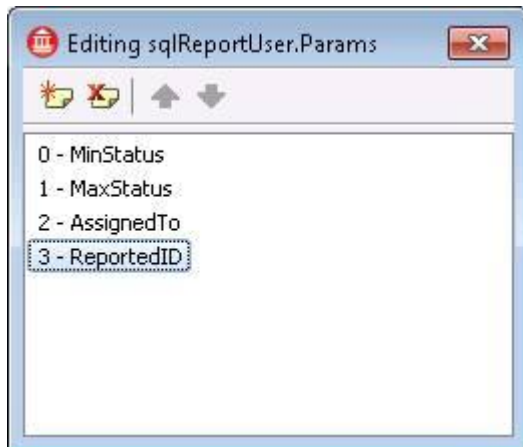 Editing sqlReportUser.Params
0 - MinStatus
1 - MaxStatus
2 - AssignedTo
3 - ReportedID